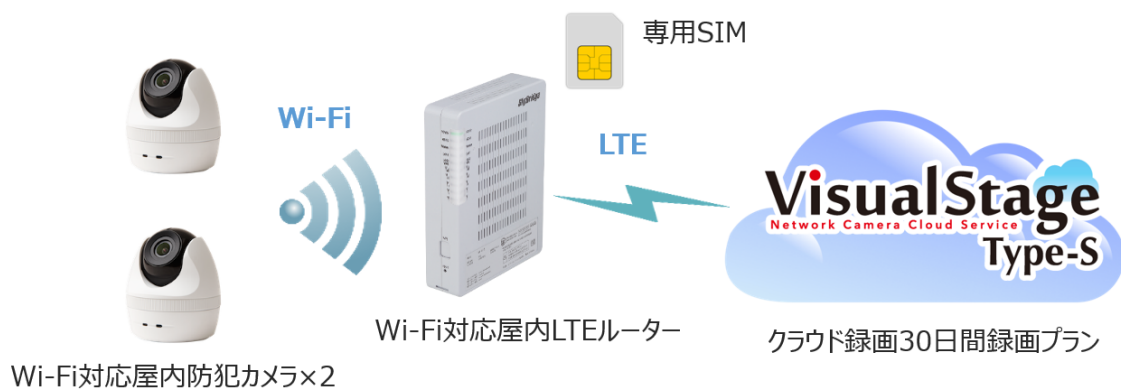 専用SIM
Wi-Fi
LTE
VisualStage
Network Camera Cloud Service
Type-S
Wi-Fi対応屋内LTEルーター
クラウド録画30日間録画プラン
Wi-Fi対応屋内防犯カメラ×2